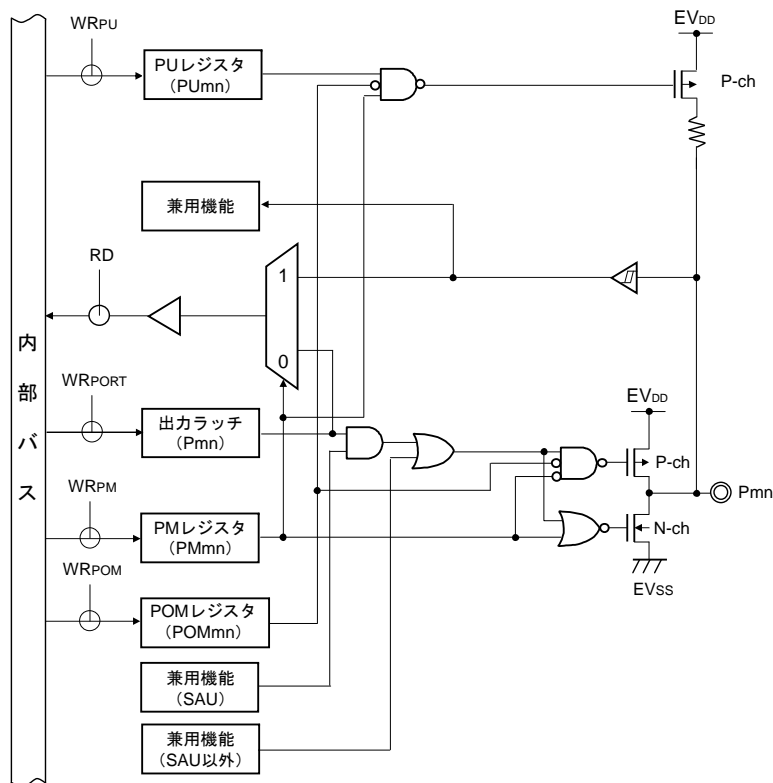 WRPU
PUレジスタ
(PUmn)
EVDD
P-ch
兼用機能
RD
1
0
内部バス
WRPORT
出力ラッチ
(Pmn)
EVDD
P-ch
Pmn
WRPM
PMレジスタ
(PMmn)
N-ch
EVSS
WRPOM
POMレジスタ
(POMmn)
兼用機能
(SAU)
兼用機能
(SAU以外)